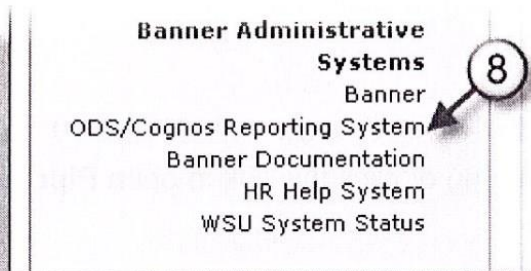 Banner Administrative
Systems
Banner
ODS/Cognos Reporting System
Banner Documentation
HR Help System
WSU System Status
8